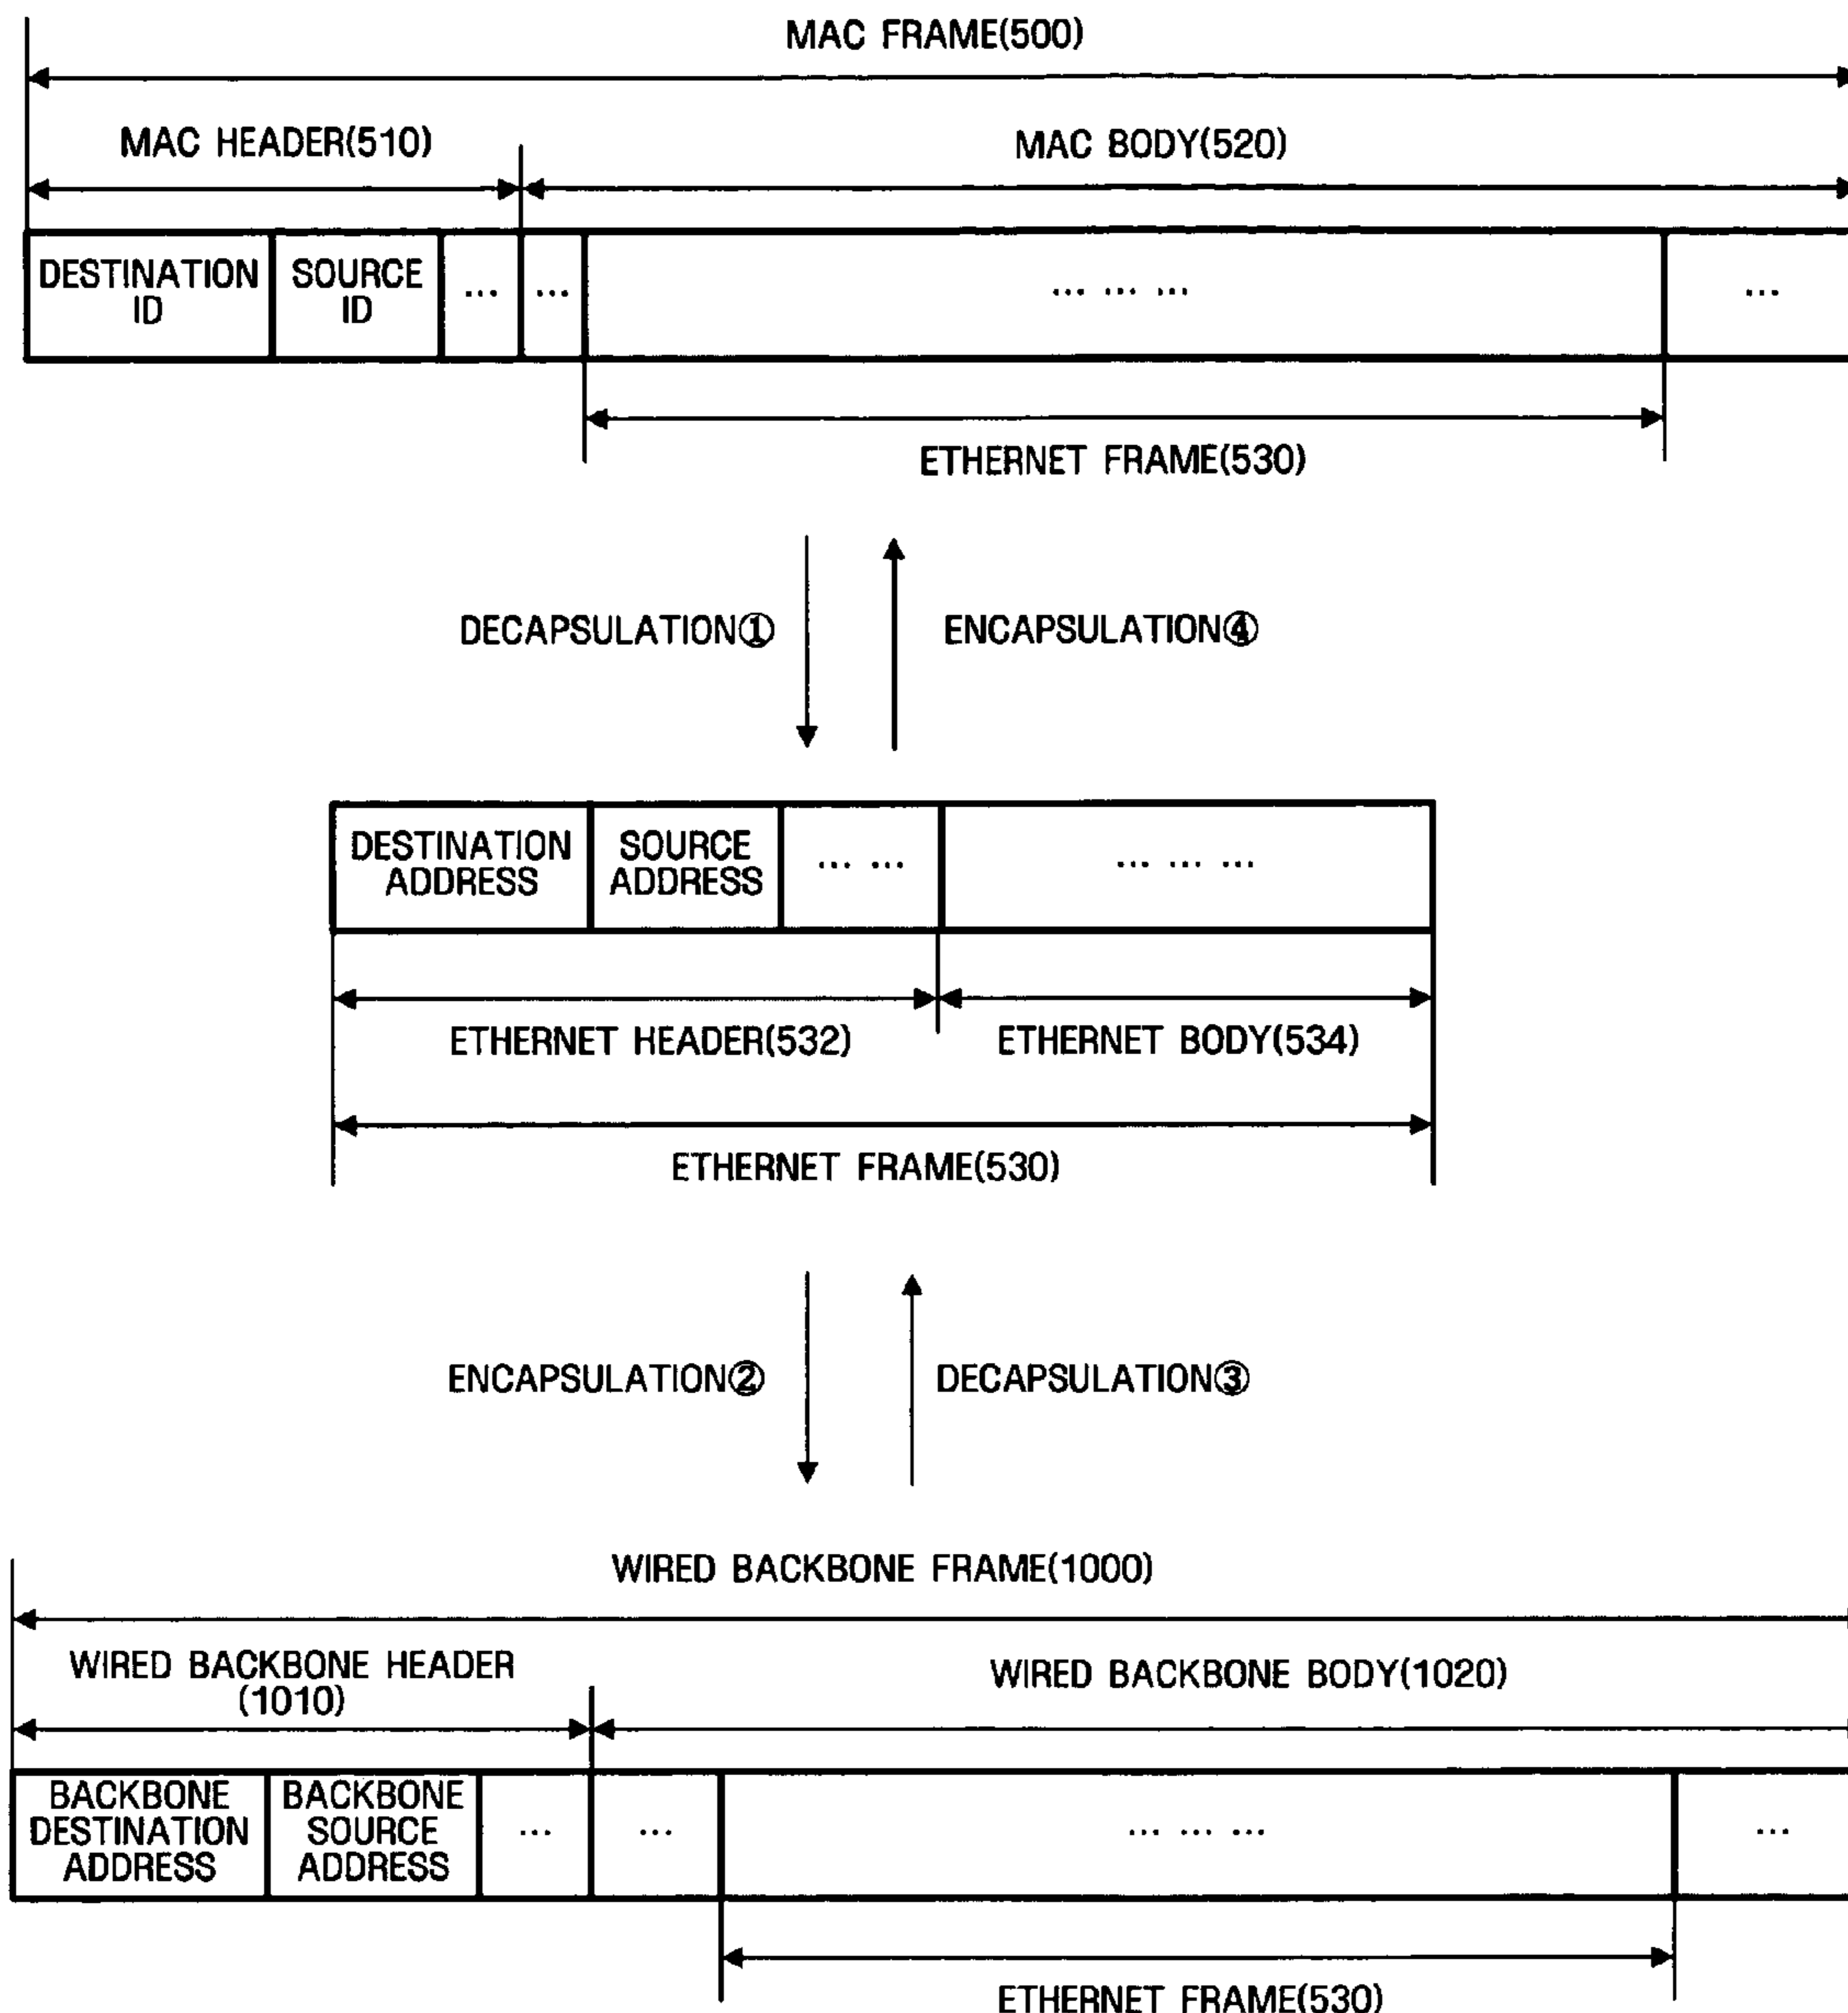 MAC FRAME(500)
MAC HEADER(510)
MAC BODY(520)
DESTINATION
ID
SOURCE
ID
...
...
... ... ...
...
ETHERNET FRAME(530)
DECAPSULATION①
ENCAPSULATION④
DESTINATION
ADDRESS
SOURCE
ADDRESS
... ...
... ... ...
ETHERNET HEADER(532)
ETHERNET BODY(534)
ETHERNET FRAME(530)
ENCAPSULATION②
DECAPSULATION③
WIRED BACKBONE FRAME(1000)
WIRED BACKBONE HEADER
(1010)
WIRED BACKBONE BODY(1020)
BACKBONE
DESTINATION
ADDRESS
BACKBONE
SOURCE
ADDRESS
...
...
... ... ...
...
ETHERNET FRAME(530)